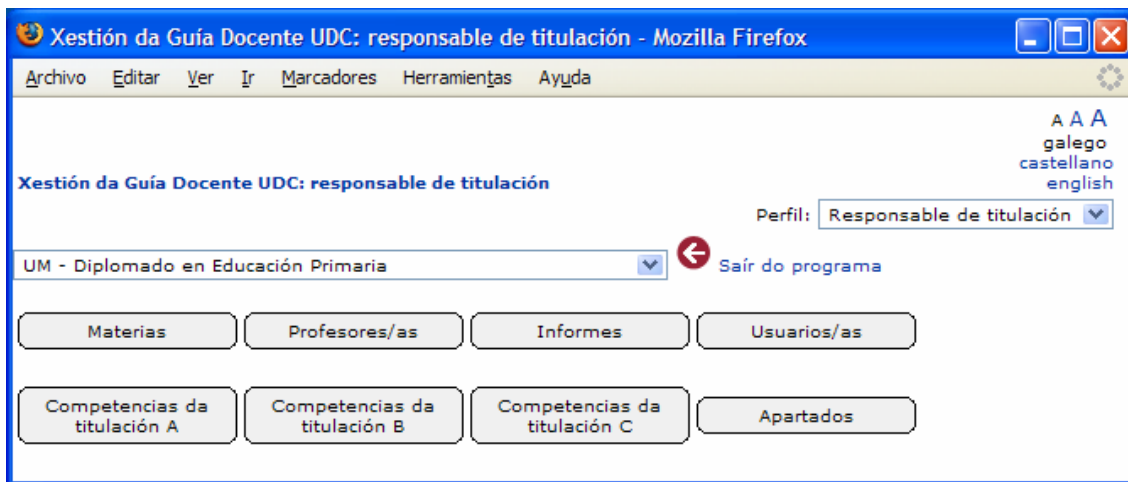 Xestión da Guía Docente UDC: responsable de titulación - Mozilla Firefox
Archivo Editar Ver Ir Marcadores Herramientas Ayuda
A A A
galego
castellano
Xestión da Guía Docente UDC: responsable de titulación english
Perfil: Responsable de titulación
UM - Diplomado en Educación Primaria Saír do programa
Materias Profesores/as Informes Usuarios/as
Competencias da Competencias da Competencias da Apartados
titulación A titulación B titulación C